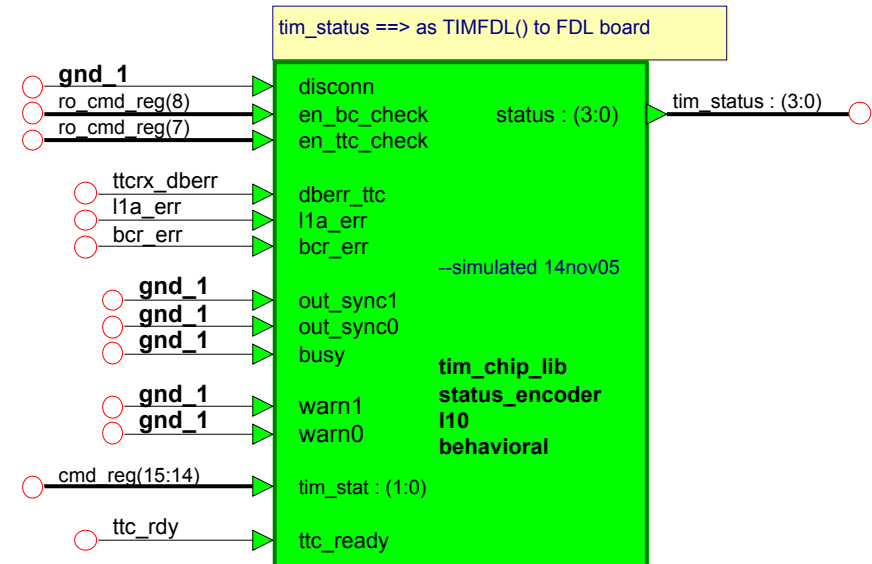 tim_status ==> as TIMFDL() to FDL board
gnd_1 disconn
ro_cmd_reg(8) en_bc_check status : (3:0) tim_status : (3:0)
ro_cmd_reg(7) en_ttc_check
ttcrx_dberr dberr_ttc
l1a_err l1a_err
bcr_err bcr_err
--simulated 14nov05
gnd_1 out_sync1
gnd_1 out_sync0
gnd_1 busy
tim_chip_lib
gnd_1 warn1 status_encoder
gnd_1 warn0 I10
behavioral
cmd_reg(15:14) tim_stat : (1:0)
ttc_rdy ttc_ready